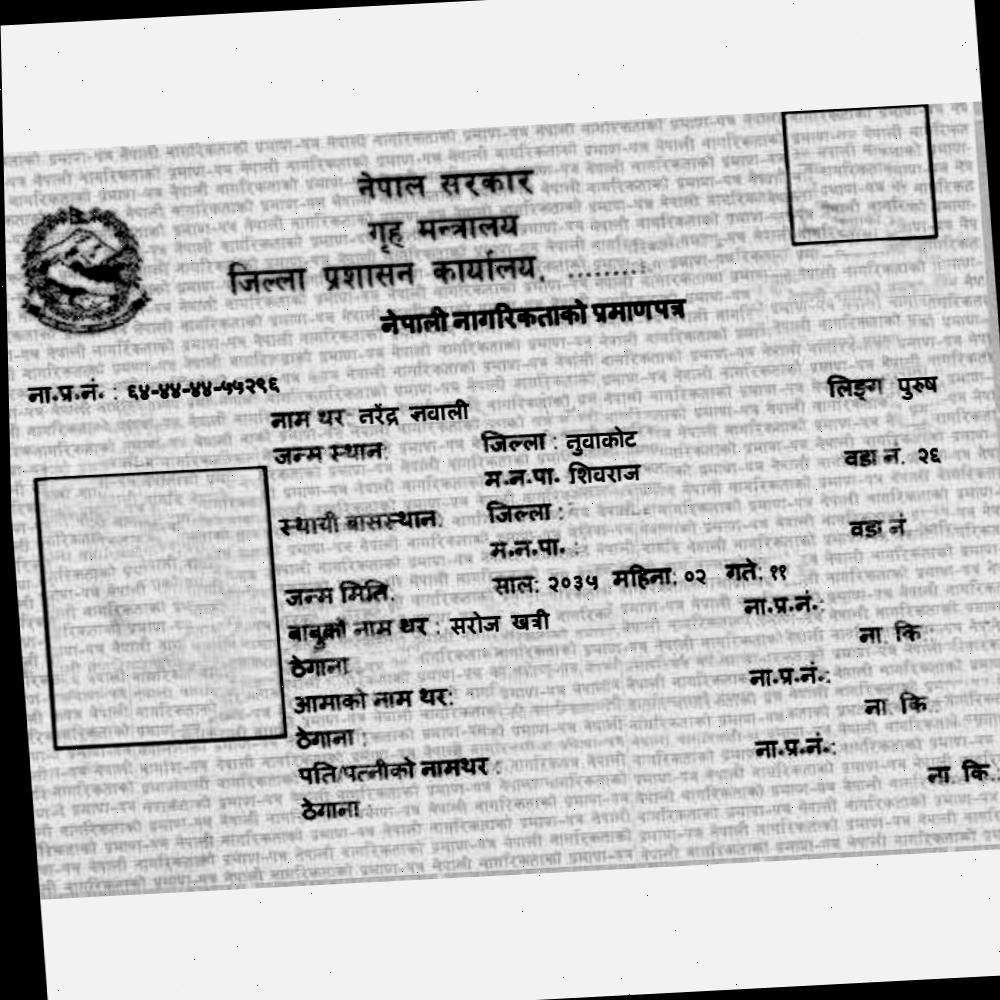 नेपाल सरकार
गृह मन्त्रालय
जिल्ला प्रशासन कार्यालय, .........
नेपाली नागरिकताको प्रमाणपत्र
ना.प्र.नं. : ६४-४४-४४-५५२९६
लिङ्ग पुरुष
नाम थर नरेंद्र ज्ञवाली
जन्म स्थान: जिल्ला : नुवाकोट
म.न.पा. शिवराज वडा नं. २६
स्थायी बासस्थान: जिल्ला :
म.न.पा. : वडा नं
जन्म मिति. साल: २०३५ महिना: ०२ गते: ११
बाबुको नाम थर : सरोज खत्री ना.प्र.नं.:
ठेगाना ना. कि.:
आमाको नाम थर: ना.प्र.नं.:
ठेगाना : ना. कि.
पति/पत्नीको नामथर : ना.प्र.नं.:
ठेगाना : ना. कि.: